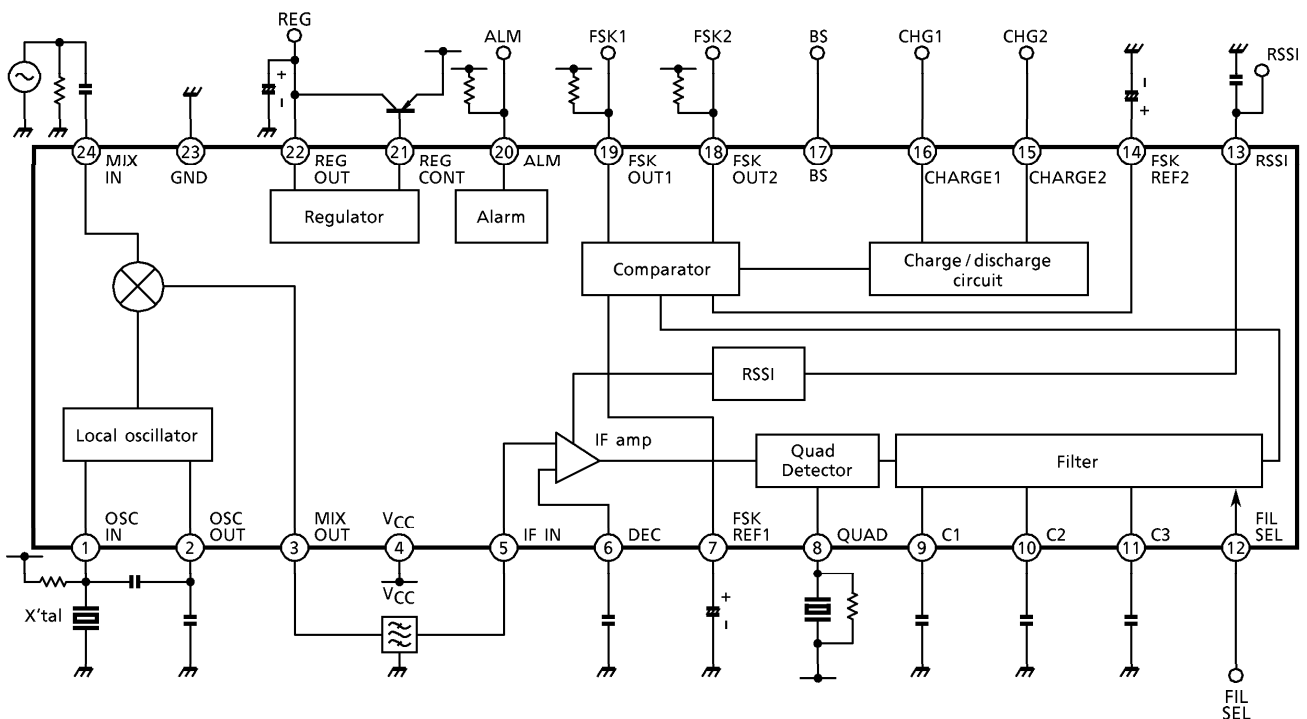 REG
ALM
FSK1
FSK2
BS
CHG1
CHG2
RSSI
+
-
-
+
24
23
22
21
20
19
18
17
16
15
14
13
MIX
IN
GND
REG
OUT
REG
CONT
ALM
FSK
OUT1
FSK
OUT2
BS
CHARGE1
CHARGE2
FSK
REF2
RSSI
Regulator
Alarm
Comparator
Charge / discharge
circuit
RSSI
Local oscillator
IF amp
Quad
Detector
Filter
OSC
IN
OSC
OUT
MIX
OUT
VCC
IF IN
DEC
FSK
REF1
QUAD
C1
C2
C3
FIL
SEL
1
2
3
4
5
6
7
8
9
10
11
12
X'tal
VCC
+
-
FIL
SEL